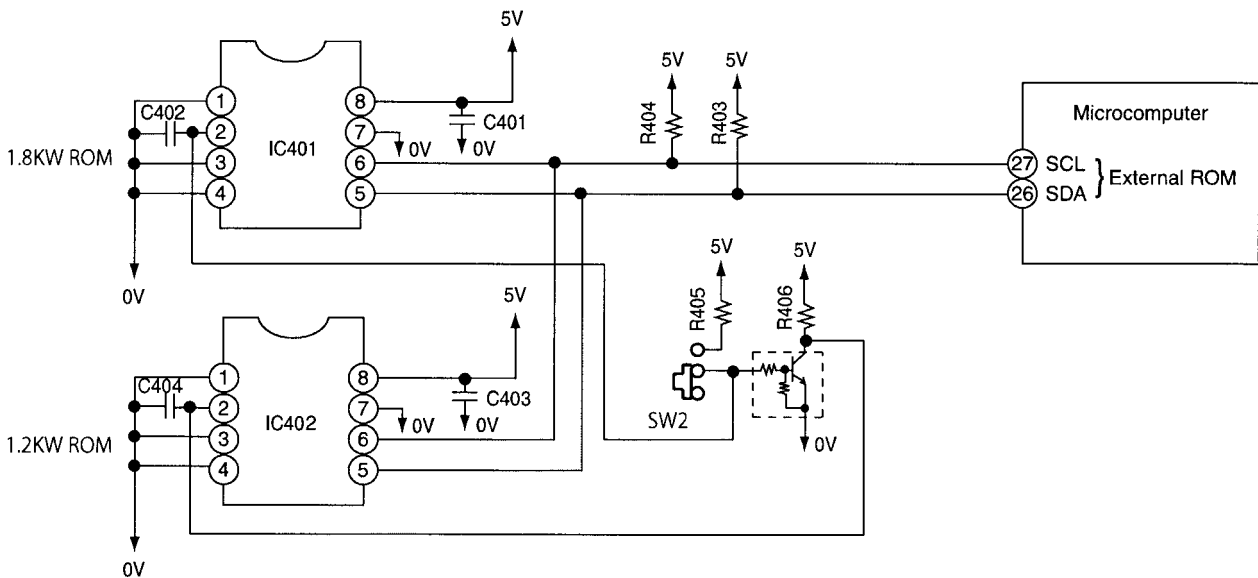 5V
1
8
C402
2
7
C401
IC401
0V
0V
1.8KW ROM
3
6
4
5
0V
5V
5V
R404
R403
Microcomputer
27 SCL
26 SDA
} External ROM
5V
5V
R405
R406
SW2
0V
5V
1
8
C404
2
7
C403
IC402
0V
0V
1.2KW ROM
3
6
4
5
0V